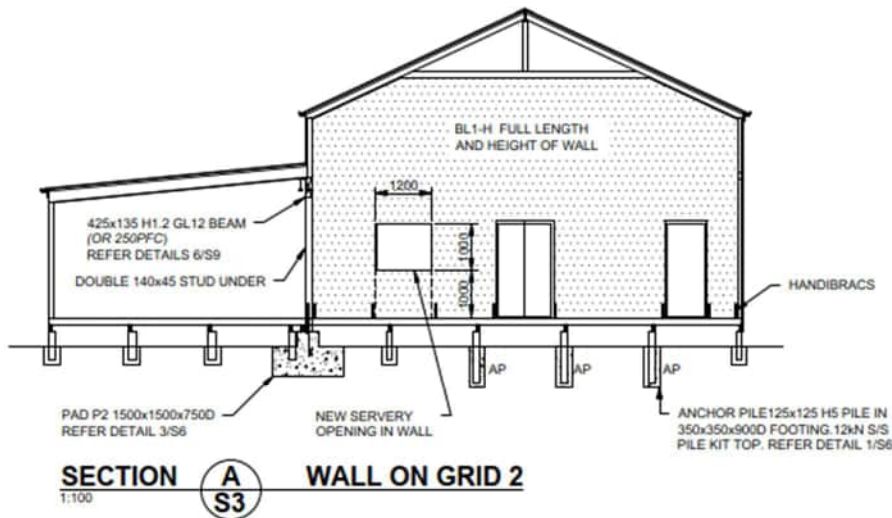 BL1-H FULL LENGTH
AND HEIGHT OF WALL
1200
425x135 H1.2 GL12 BEAM
(OR 250PFC)
REFER DETAILS 6/S9
DOUBLE 140x45 STUD UNDER
1000
1000
HANDIBRACS
AP
AP
AP
PAD P2 1500x1500x750D
REFER DETAIL 3/S6
NEW SERVERY
OPENING IN WALL
ANCHOR PILE125x125 H5 PILE IN
350x350x900D FOOTING.12kN S/S
PILE KIT TOP. REFER DETAIL 1/S6
SECTION A WALL ON GRID 2
1:100 S3